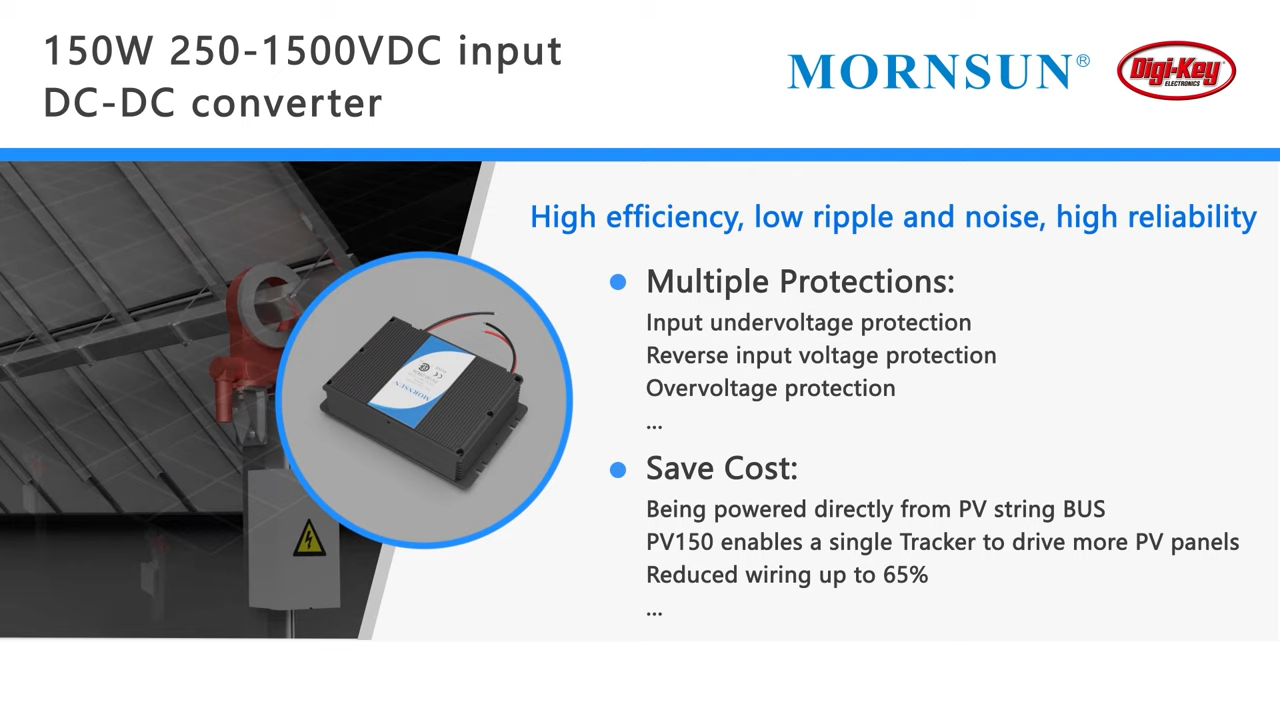 150W 250-1500VDC input
DC-DC converter
MORNSUN®
Digi-Key
ELECTRONICS
High efficiency, low ripple and noise, high reliability
Multiple Protections:
Input undervoltage protection
Reverse input voltage protection
Overvoltage protection
...
MORNSUN
Save Cost:
Being powered directly from PV string BUS
PV150 enables a single Tracker to drive more PV panels
Reduced wiring up to 65%
...